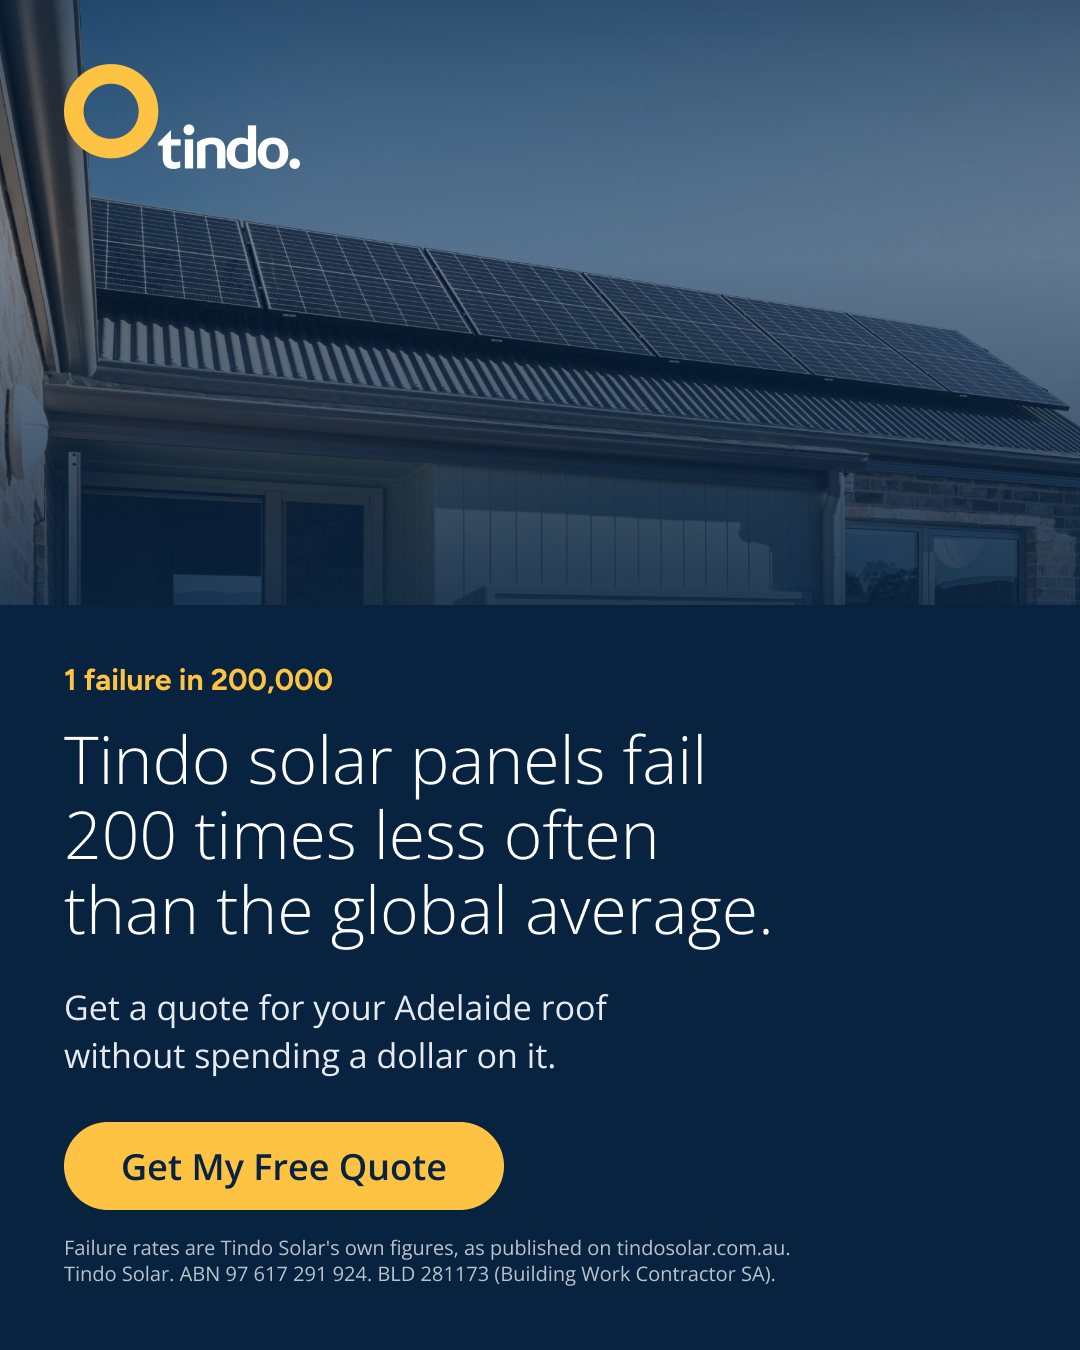 tindo.
1 failure in 200,000
Tindo solar panels fail
200 times less often
than the global average.
Get a quote for your Adelaide roof
without spending a dollar on it.
Get My Free Quote
Failure rates are Tindo Solar's own figures, as published on tindosolar.com.au.
Tindo Solar. ABN 97 617 291 924. BLD 281173 (Building Work Contractor SA).